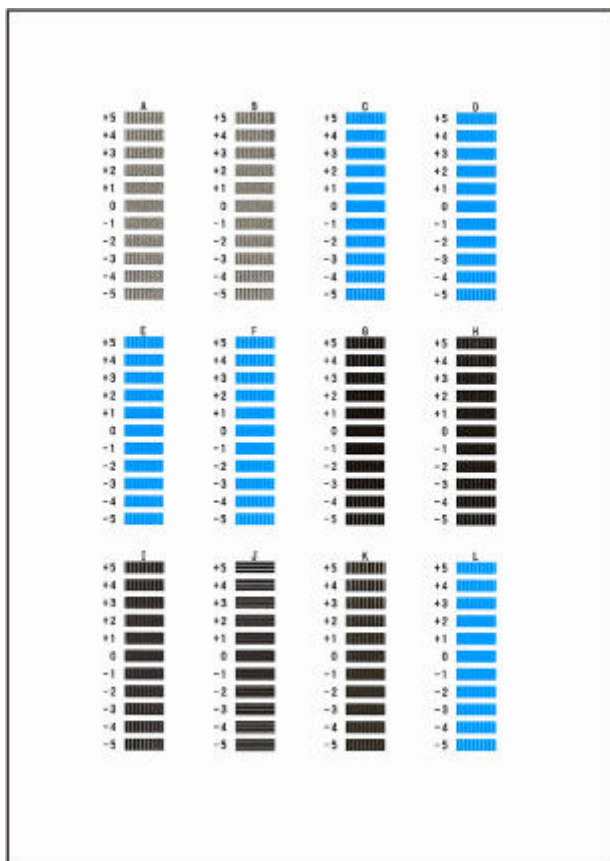 A B C D
+5 +5 +5 +5
+4 +4 +4 +4
+3 +3 +3 +3
+2 +2 +2 +2
+1 +1 +1 +1
0 0 0 0
-1 -1 -1 -1
-2 -2 -2 -2
-3 -3 -3 -3
-4 -4 -4 -4
-5 -5 -5 -5
E F G H
+5 +5 +5 +5
+4 +4 +4 +4
+3 +3 +3 +3
+2 +2 +2 +2
+1 +1 +1 +1
0 0 0 0
-1 -1 -1 -1
-2 -2 -2 -2
-3 -3 -3 -3
-4 -4 -4 -4
-5 -5 -5 -5
I J K L
+5 +5 +5 +5
+4 +4 +4 +4
+3 +3 +3 +3
+2 +2 +2 +2
+1 +1 +1 +1
0 0 0 0
-1 -1 -1 -1
-2 -2 -2 -2
-3 -3 -3 -3
-4 -4 -4 -4
-5 -5 -5 -5